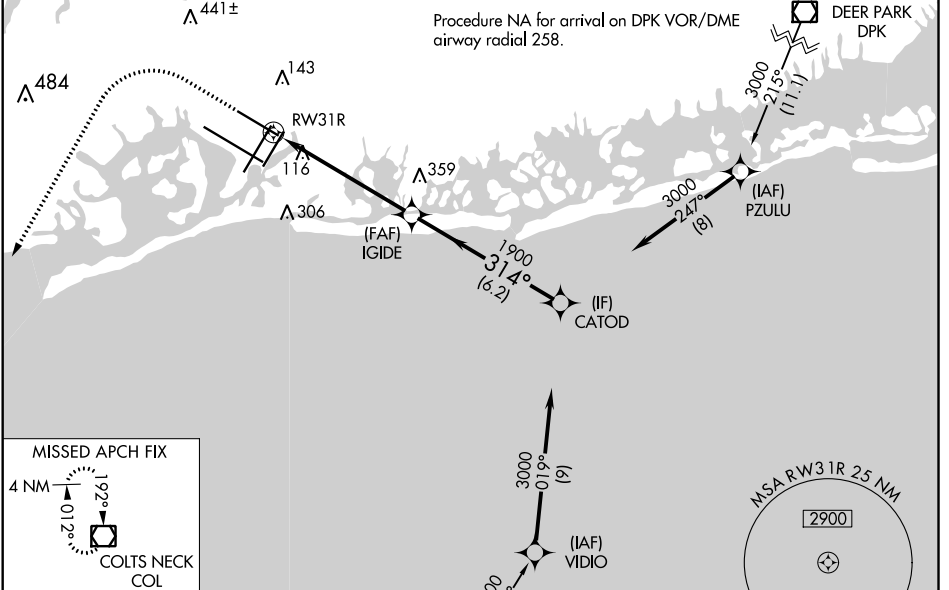 441±
Procedure NA for arrival on DPK VOR/DME
airway radial 258.
DEER PARK
DPK
484
143
3000
215°
(11.1)
RW31R
116
359
306
(IAF)
PZULU
3000
247°
(8)
(FAF)
IGIDE
1900
314°
(6.2)
(IF)
CATOD
MISSED APCH FIX
4 NM
192°
012°
COLTS NECK
COL
3000
019°
(9)
(IAF)
VIDIO
MSA RW31R 25 NM
2900